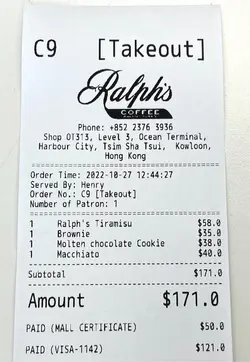 C9 [Takeout]
Ralph's
COFFEE
Phone: +852 2376 3936
Shop OT313, Level 3, Ocean Terminal,
Harbour City, Tsim Sha Tsui, Kowloon,
Hong Kong
Order Time: 2022-10-27 12:44:27
Served By: Henry
Order No.: C9 [Takeout]
Number of Patron: 1
1 Ralph's Tiramisu $58.0
1 Brownie $35.0
1 Molten chocolate Cookie $38.0
1 Macchiato $40.0
Subtotal $171.0
Amount $171.0
PAID (MALL CERTIFICATE) $50.0
PAID (VISA-1142) $121.0